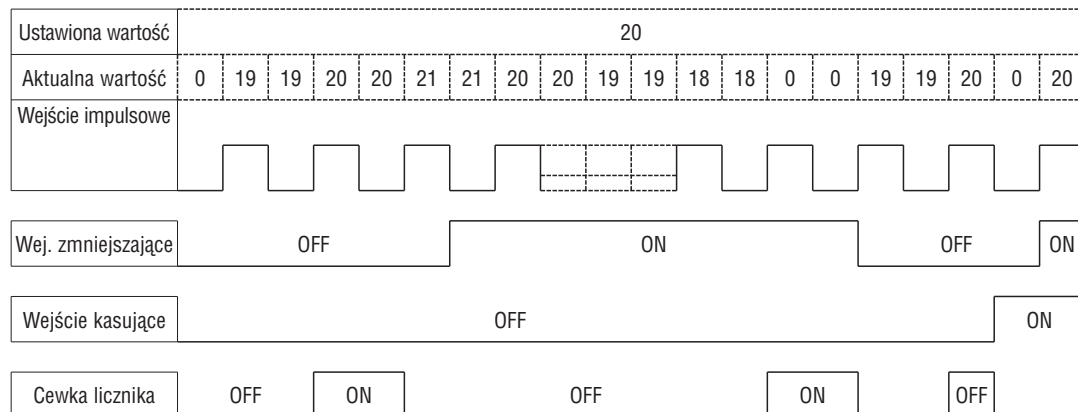 Ustawiona wartość 20
Aktualna wartość 0 19 19 20 20 21 21 20 20 19 19 18 18 0 0 19 19 20 0 20
Wejście impulsowe
Wej. zmniejszające OFF ON OFF ON
Wejście kasujące OFF ON
Cewka licznika OFF ON OFF ON OFF